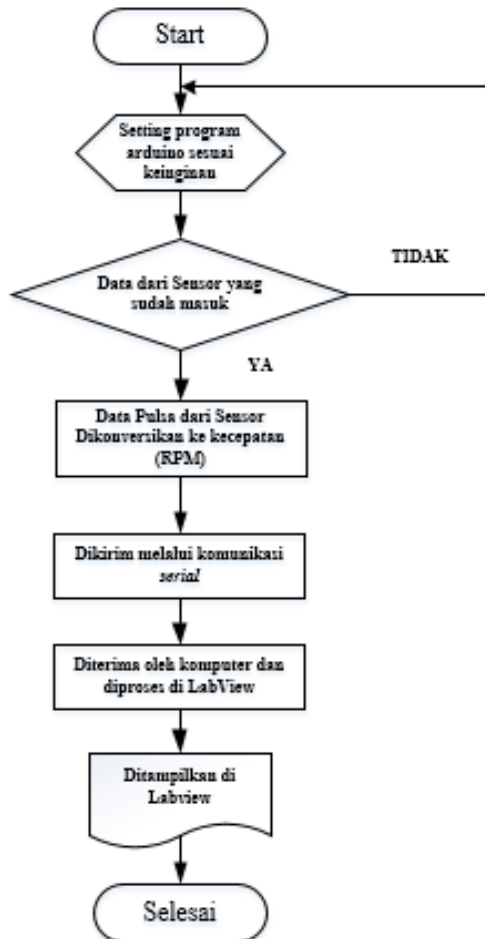 Start
Setting program
arduino sesuai
keinginan
Data dari Sensor yang
sudah masuk
TIDAK
YA
Data Pulsa dari Sensor
Dikonversikan ke kecepatan
(RPM)
Dikirim melalui komunikasi
serial
Diterima oleh komputer dan
diproses di LabView
Ditampilkan di
Labview
Selesai